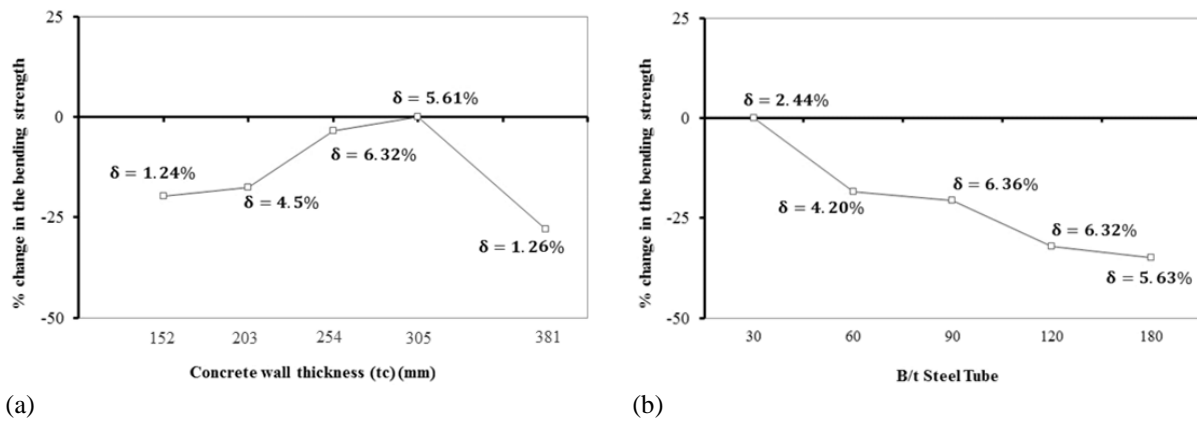 % change in the bending strength
25
0
-25
-50
δ = 1.24%
δ = 4.5%
δ = 6.32%
δ = 5.61%
δ = 1.26%
152 203 254 305 381
Concrete wall thickness (tc) (mm)
(a)
% change in the bending strength
25
0
-25
-50
δ = 2.44%
δ = 4.20%
δ = 6.36%
δ = 6.32%
δ = 5.63%
30 60 90 120 180
B/t Steel Tube
(b)